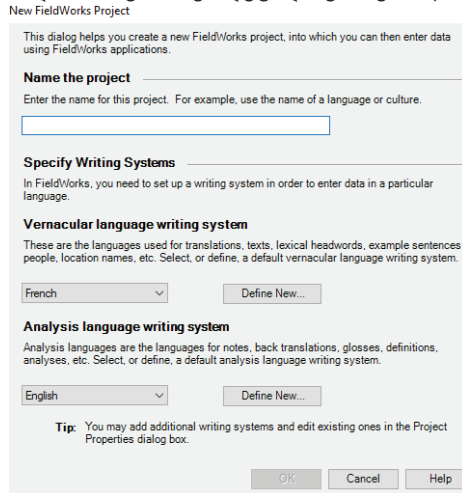 New FieldWorks Project
This dialog helps you create a new FieldWorks project, into which you can then enter data
using FieldWorks applications.
Name the project
Enter the name for this project. For example, use the name of a language or culture.
Specify Writing Systems
In FieldWorks, you need to set up a writing system in order to enter data in a particular
language.
Vernacular language writing system
These are the languages used for translations, texts, lexical headwords, example sentences
people, location names, etc. Select, or define, a default vernacular language writing system.
French Define New...
Analysis language writing system
Analysis languages are the languages for notes, back translations, glosses, definitions,
analyses, etc. Select, or define, a default analysis language writing system.
English Define New...
Tip: You may add additional writing systems and edit existing ones in the Project
Properties dialog box.
OK Cancel Help